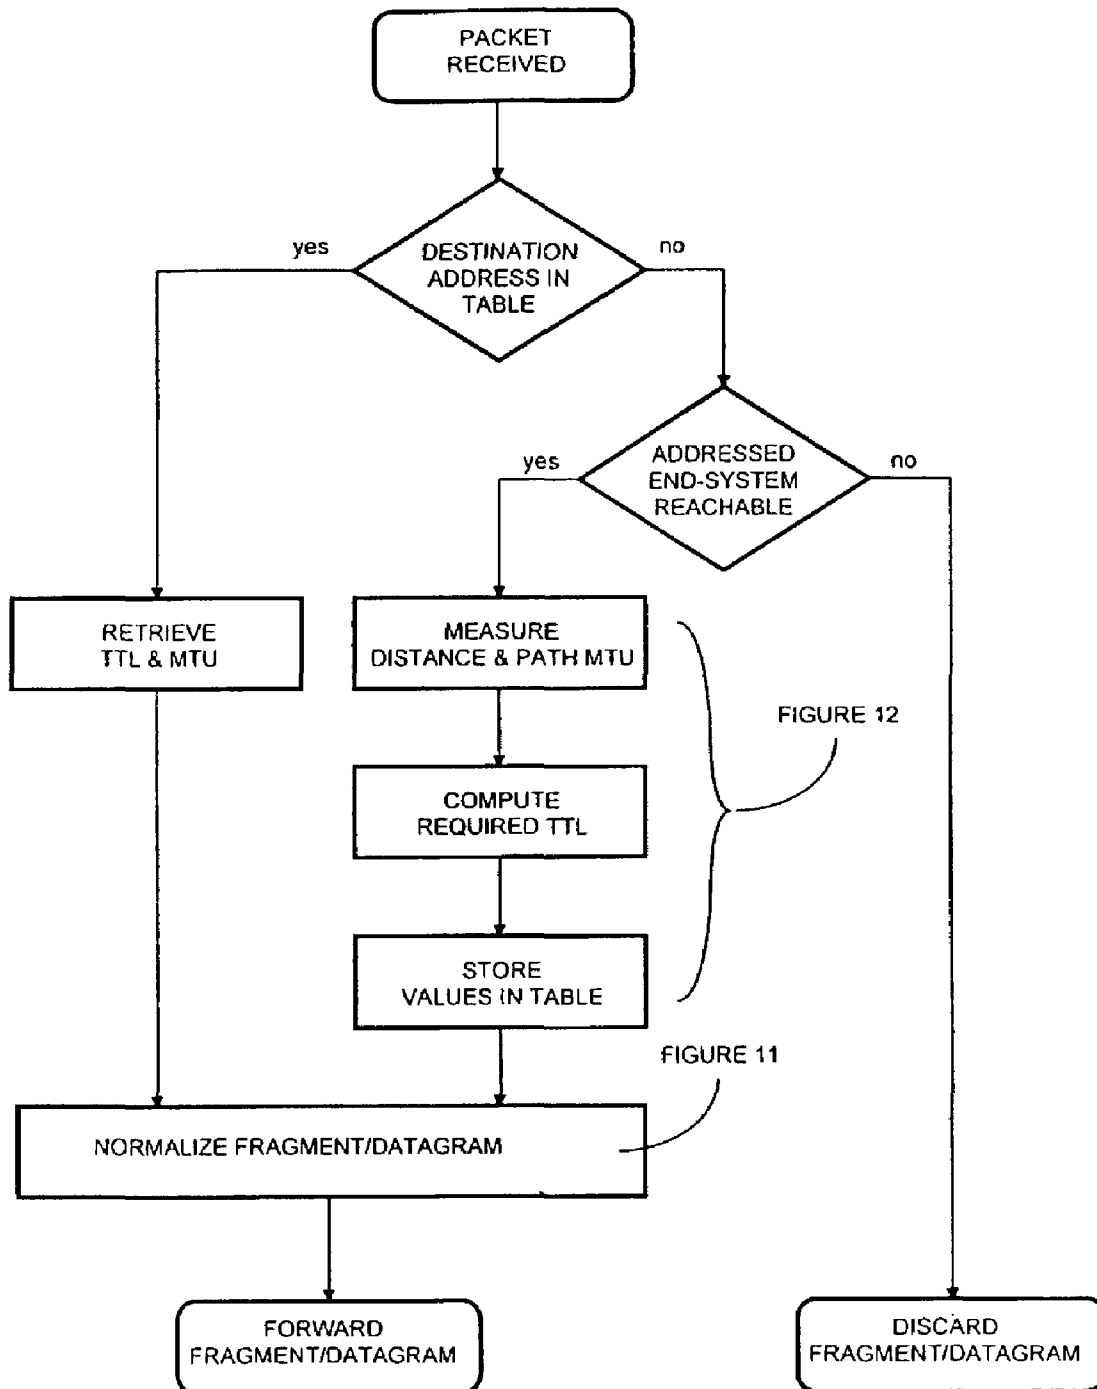 PACKET
RECEIVED
yes
DESTINATION
ADDRESS IN
TABLE
no
yes
ADDRESSED
END-SYSTEM
REACHABLE
no
RETRIEVE
TTL & MTU
MEASURE
DISTANCE & PATH MTU
FIGURE 12
COMPUTE
REQUIRED TTL
STORE
VALUES IN TABLE
FIGURE 11
NORMALIZE FRAGMENT/DATAGRAM
FORWARD
FRAGMENT/DATAGRAM
DISCARD
FRAGMENT/DATAGRAM